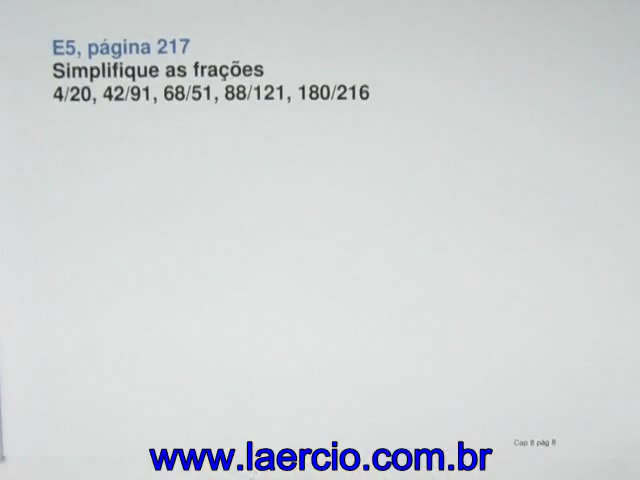 E5, página 217
Simplifique as frações
4/20, 42/91, 68/51, 88/121, 180/216
Cap 8 pág 8
www.laercio.com.br